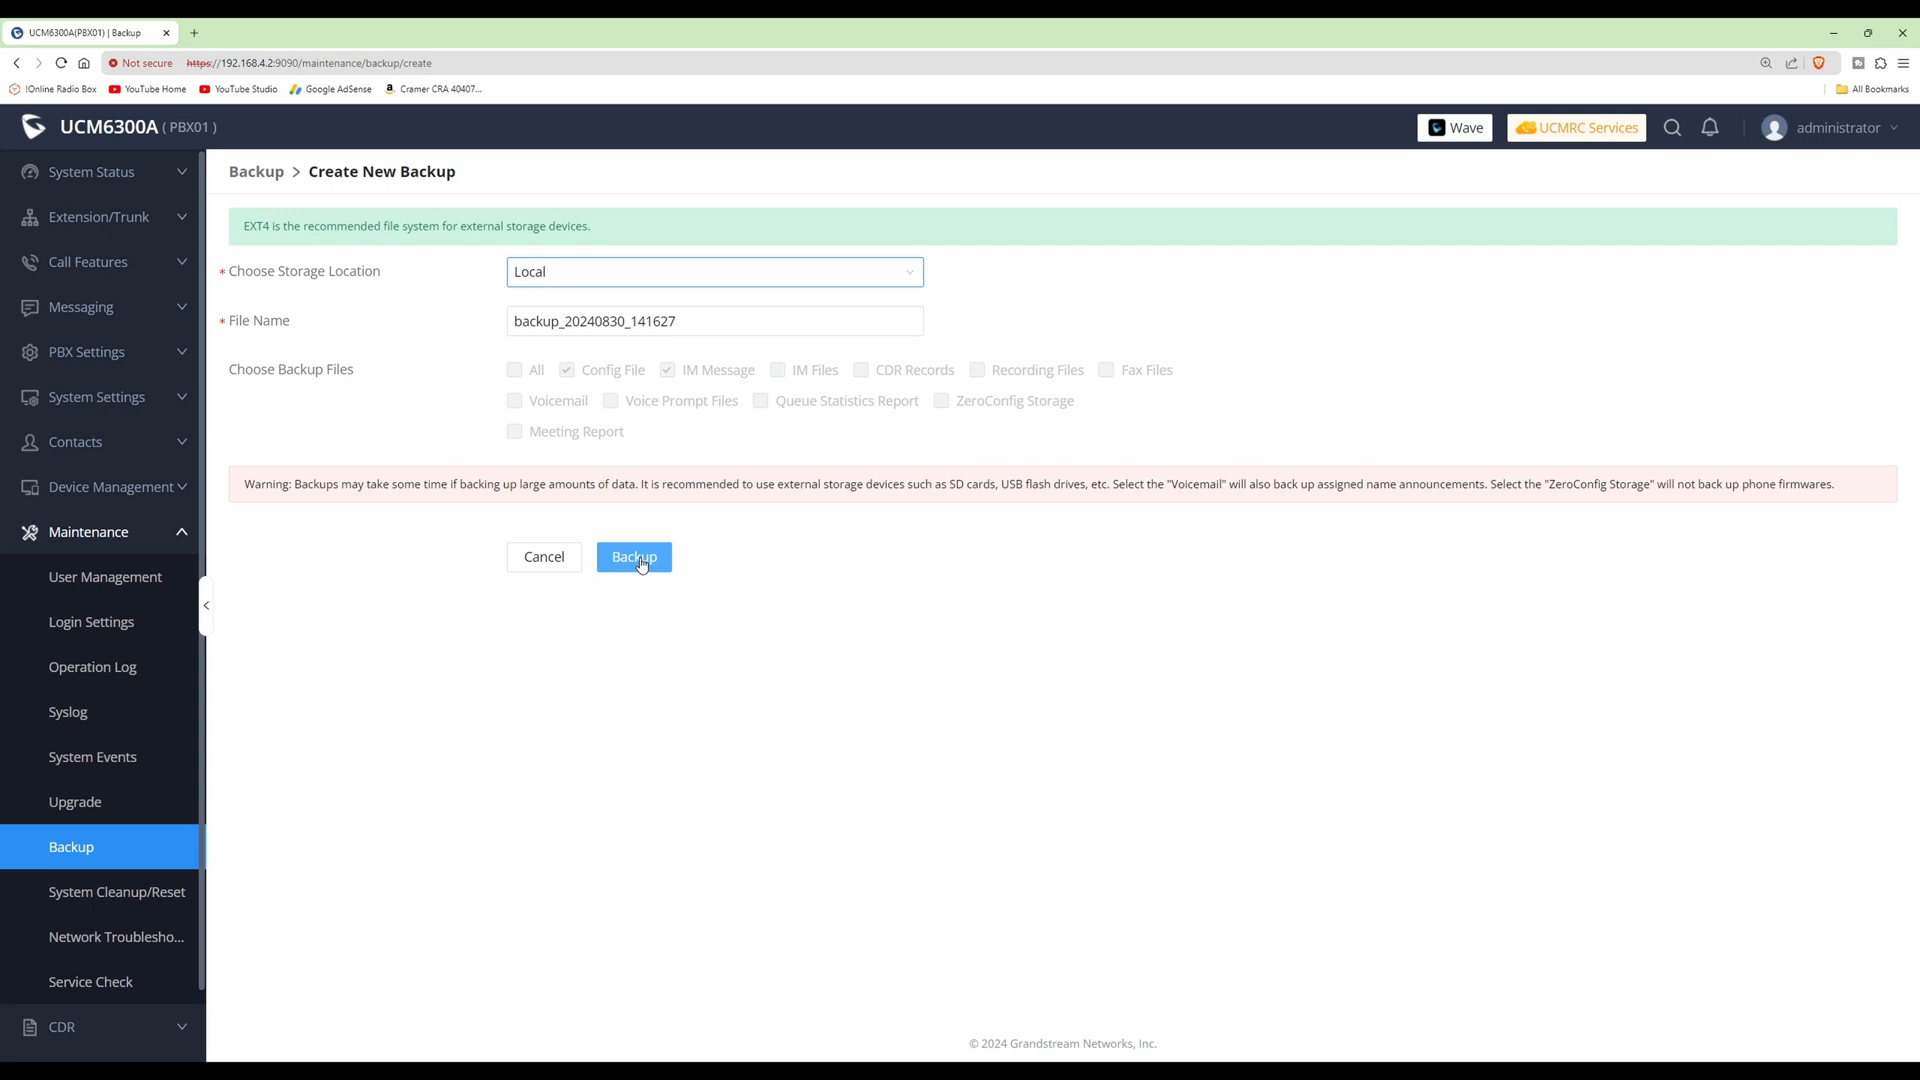 UCM6300A(PBX01) | Backup
Not secure https://192.168.4.2:9090/maintenance/backup/create
!Online Radio Box YouTube Home YouTube Studio Google AdSense Cramer CRA 40407... All Bookmarks
UCM6300A ( PBX01 ) Wave UCMRC Services administrator
System Status
Extension/Trunk
Call Features
Messaging
PBX Settings
System Settings
Contacts
Device Management
Maintenance
User Management
Login Settings
Operation Log
Syslog
System Events
Upgrade
Backup
System Cleanup/Reset
Network Troublesho...
Service Check
CDR
Backup > Create New Backup
EXT4 is the recommended file system for external storage devices.
* Choose Storage Location Local
* File Name backup_20240830_141627
Choose Backup Files All Config File IM Message IM Files CDR Records Recording Files Fax Files
Voicemail Voice Prompt Files Queue Statistics Report ZeroConfig Storage
Meeting Report
Warning: Backups may take some time if backing up large amounts of data. It is recommended to use external storage devices such as SD cards, USB flash drives, etc. Select the "Voicemail" will also back up assigned name announcements. Select the "ZeroConfig Storage" will not back up phone firmwares.
Cancel Backup
© 2024 Grandstream Networks, Inc.